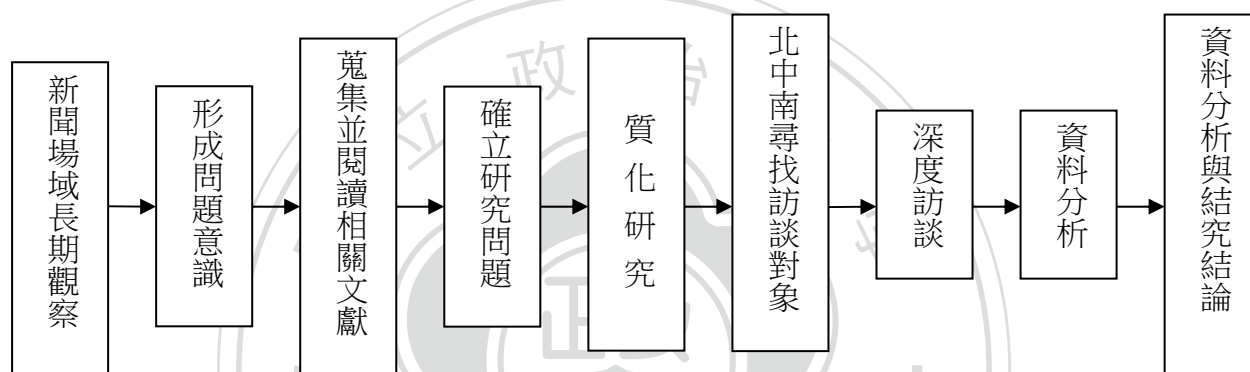 新聞場域長期觀察
形成問題意識
蒐集並閱讀相關文獻
確立研究問題
質化研究
北中南尋找訪談對象
深度訪談
資料分析
資料分析與結究結論
立政治